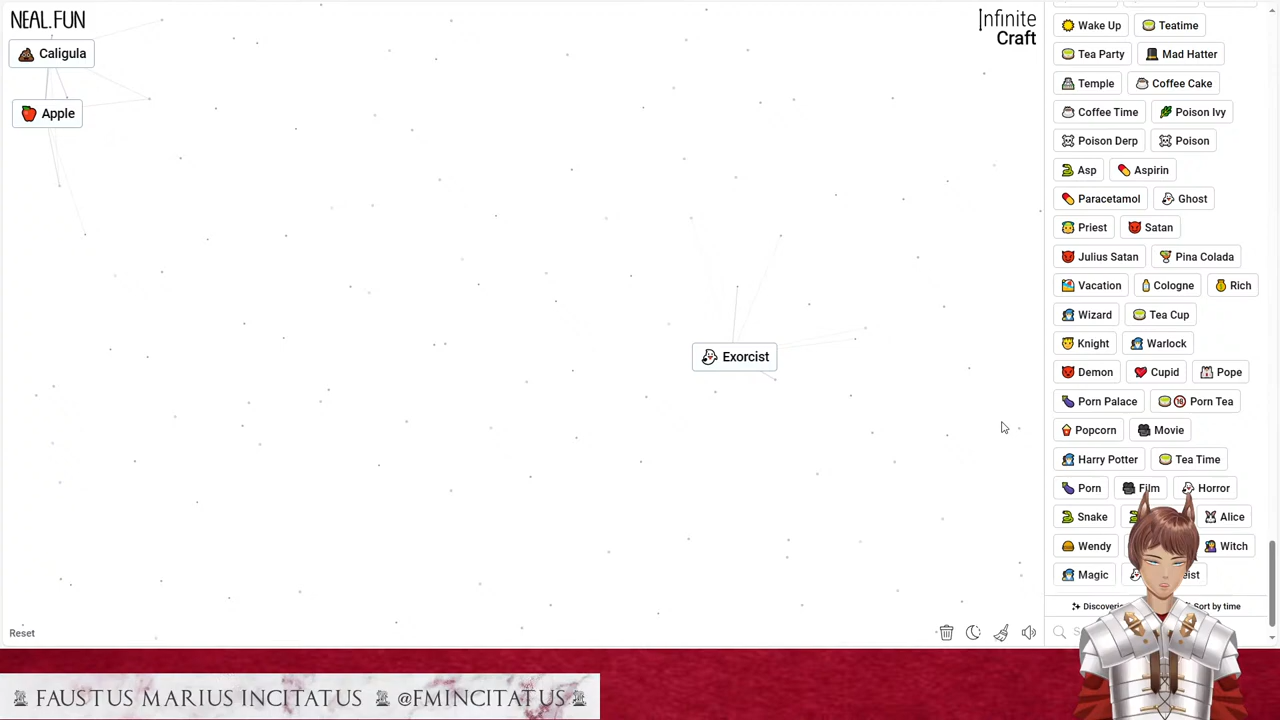 NEAL.FUN
Infinite
Craft
Caligula
Apple
Exorcist
Wake Up Teatime
Tea Party Mad Hatter
Temple Coffee Cake
Coffee Time Poison Ivy
Poison Derp Poison
Asp Aspirin
Paracetamol Ghost
Priest Satan
Julius Satan Pina Colada
Vacation Cologne Rich
Wizard Tea Cup
Knight Warlock
Demon Cupid Pope
Porn Palace 18 Porn Tea
Popcorn Movie
Harry Potter Tea Time
Porn Film Horror
Snake Alice
Wendy Witch
Magic
Reset
Sort by time
FAUSTUS MARIUS INCITATUS @FMINCITATUS